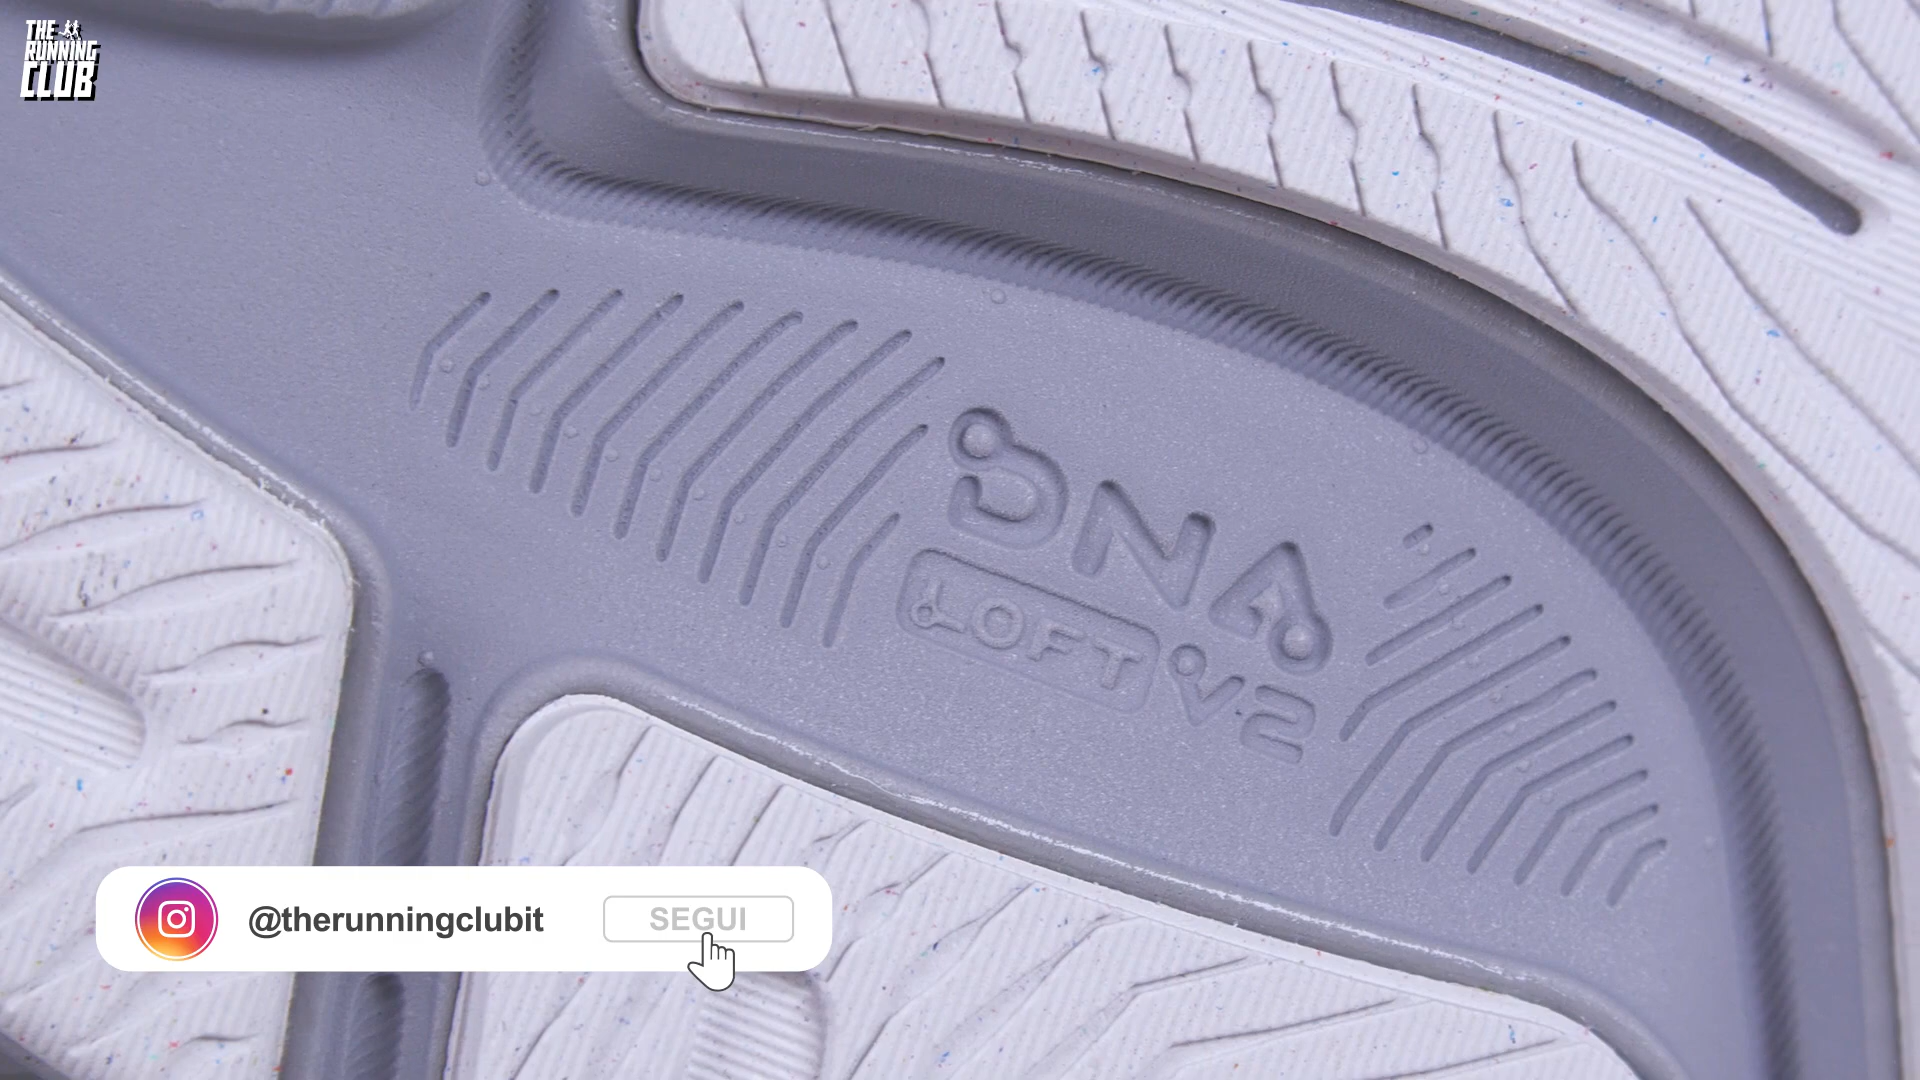 THE
RUNNING
CLUB
DNA
LOFT V2
@therunningclubit
SEGUI